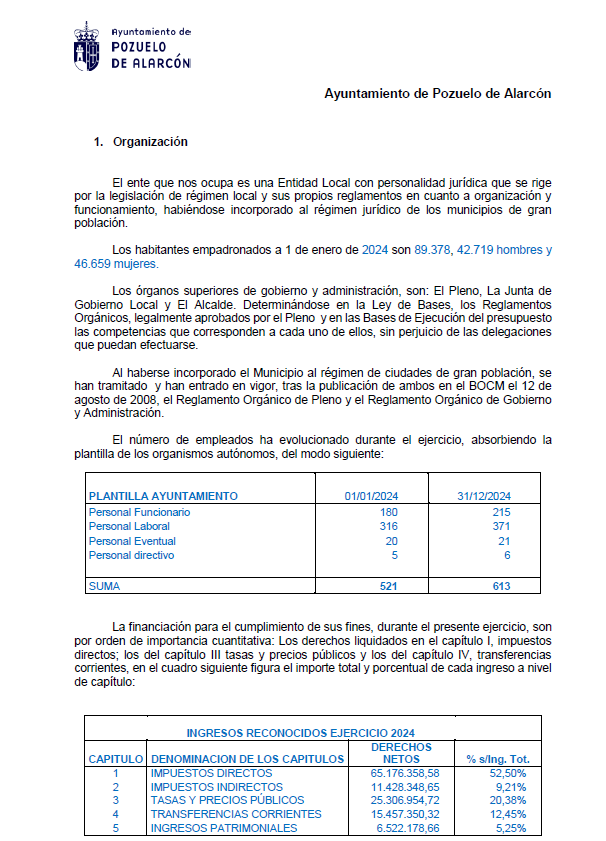 Ayuntamiento de
POZUELO
DE ALARCÓN
Ayuntamiento de Pozuelo de Alarcón
1. Organización
El ente que nos ocupa es una Entidad Local con personalidad jurídica que se rige
por la legislación de régimen local y sus propios reglamentos en cuanto a organización y
funcionamiento, habiéndose incorporado al régimen jurídico de los municipios de gran
población.
Los habitantes empadronados a 1 de enero de 2024 son 89.378, 42.719 hombres y
46.659 mujeres.
Los órganos superiores de gobierno y administración, son: El Pleno, La Junta de
Gobierno Local y El Alcalde. Determinándose en la Ley de Bases, los Reglamentos
Orgánicos, legalmente aprobados por el Pleno y en las Bases de Ejecución del presupuesto
las competencias que corresponden a cada uno de ellos, sin perjuicio de las delegaciones
que puedan efectuarse.
Al haberse incorporado el Municipio al régimen de ciudades de gran población, se
han tramitado y han entrado en vigor, tras la publicación de ambos en el BOCM el 12 de
agosto de 2008, el Reglamento Orgánico de Pleno y el Reglamento Orgánico de Gobierno
y Administración.
El número de empleados ha evolucionado durante el ejercicio, absorbiendo la
plantilla de los organismos autónomos, del modo siguiente:
PLANTILLA AYUNTAMIENTO 01/01/2024 31/12/2024
Personal Funcionario 180 215
Personal Laboral 316 371
Personal Eventual 20 21
Personal directivo 5 6
SUMA 521 613
La financiación para el cumplimiento de sus fines, durante el presente ejercicio, son
por orden de importancia cuantitativa: Los derechos liquidados en el capítulo I, impuestos
directos; los del capítulo III tasas y precios públicos y los del capítulo IV, transferencias
corrientes, en el cuadro siguiente figura el importe total y porcentual de cada ingreso a nivel
de capítulo:
INGRESOS RECONOCIDOS EJERCICIO 2024
CAPITULO DENOMINACION DE LOS CAPITULOS DERECHOS NETOS % s/Ing. Tot.
1 IMPUESTOS DIRECTOS 65.176.358,58 52,50%
2 IMPUESTOS INDIRECTOS 11.428.348,65 9,21%
3 TASAS Y PRECIOS PÚBLICOS 25.306.954,72 20,38%
4 TRANSFERENCIAS CORRIENTES 15.457.350,32 12,45%
5 INGRESOS PATRIMONIALES 6.522.178,66 5,25%